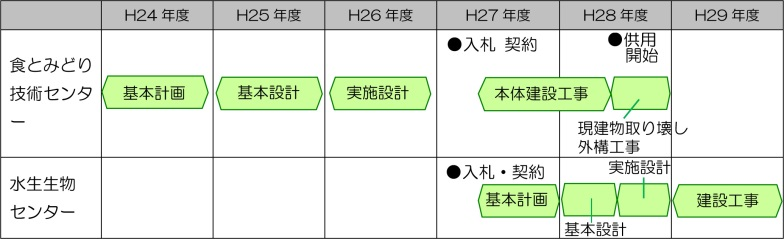 H24 年度 H25 年度 H26 年度 H27 年度 H28 年度 H29 年度
食とみどり
技術センタ
ー
基本計画 基本設計 実施設計
●入札 契約
本体建設工事
●供用
開始
現建物取り壊し
外構工事
水生生物
センター
●入札・契約
基本計画
基本設計
実施設計
建設工事